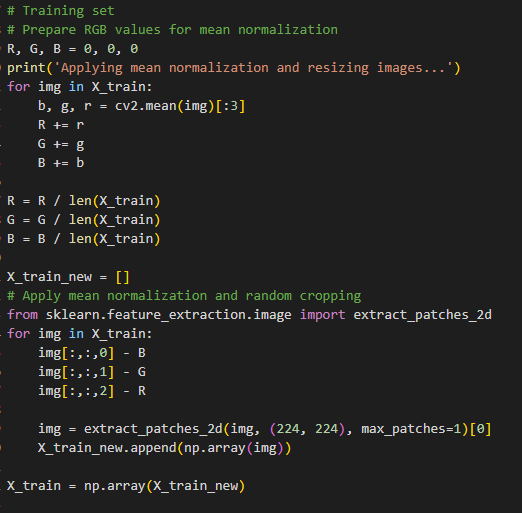 # Training set
# Prepare RGB values for mean normalization
R, G, B = 0, 0, 0
print('Applying mean normalization and resizing images...')
for img in X_train:
    b, g, r = cv2.mean(img)[:3]
    R += r
    G += g
    B += b

R = R / len(X_train)
G = G / len(X_train)
B = B / len(X_train)

X_train_new = []
# Apply mean normalization and random cropping
from sklearn.feature_extraction.image import extract_patches_2d
for img in X_train:
    img[:,:,0] - B
    img[:,:,1] - G
    img[:,:,2] - R

    img = extract_patches_2d(img, (224, 224), max_patches=1)[0]
    X_train_new.append(np.array(img))

X_train = np.array(X_train_new)